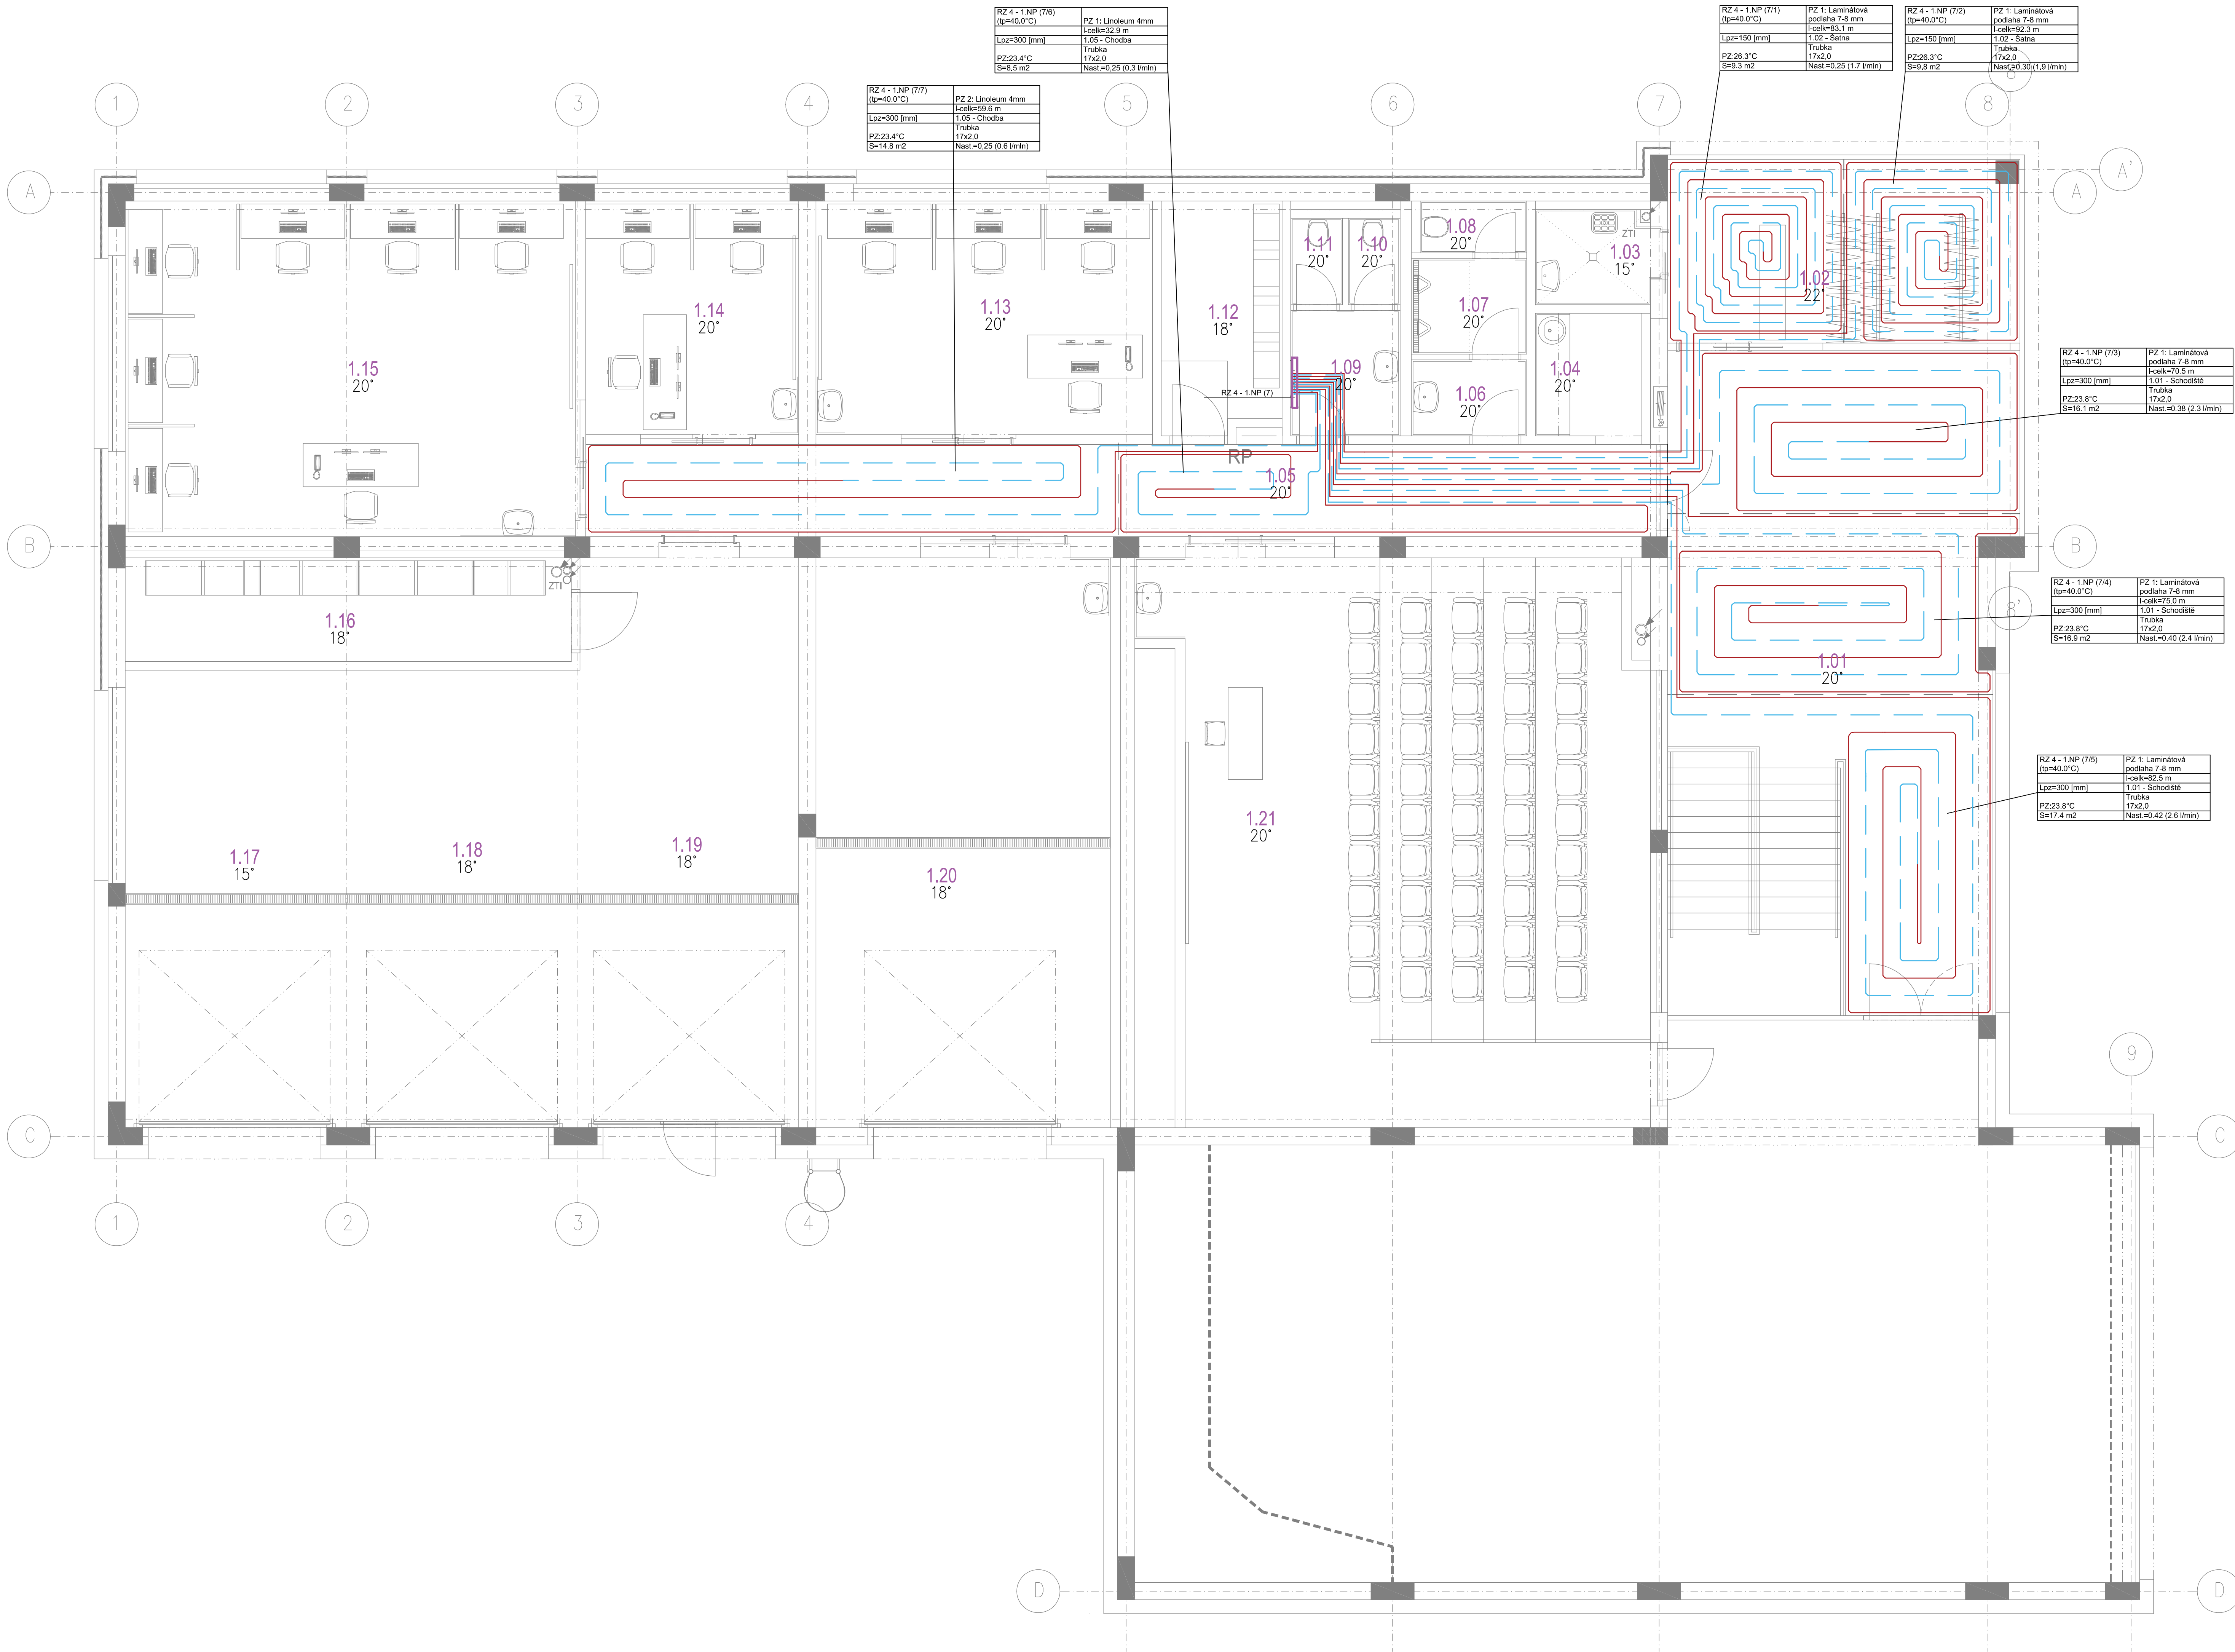 RZ 4 - 1.NP (7/6)
(tp=40.0°C) PZ 1: Linoleum 4mm
l-celk=32.9 m
Lpz=300 [mm] 1.05 - Chodba
Trubka
PZ:23.4°C 17x2,0
S=8,5 m2 Nast.=0,25 (0.3 l/min)
RZ 4 - 1.NP (7/1) PZ 1: Laminátová
(tp=40.0°C) podlaha 7-8 mm
l-celk=83.1 m
Lpz=150 [mm] 1.02 - Šatna
Trubka
PZ:26.3°C 17x2,0
S=9.3 m2 Nast.=0,25 (1.7 l/min)
RZ 4 - 1.NP (7/2) PZ 1: Laminátová
(tp=40.0°C) podlaha 7-8 mm
l-celk=92.3 m
Lpz=150 [mm] 1.02 - Šatna
Trubka
PZ:26.3°C 17x2,0
S=9,8 m2 Nast.=0,30 (1.9 l/min)
RZ 4 - 1.NP (7/7)
(tp=40.0°C) PZ 2: Linoleum 4mm
l-celk=59.6 m
Lpz=300 [mm] 1.05 - Chodba
Trubka
PZ:23.4°C 17x2,0
S=14.8 m2 Nast.=0,25 (0.6 l/min)
1 2 3 4 5 6 7 8
A A A A'
1.11
20°
1.10
20°
1.08
20°
ZTI
1.03
15°
1.02
22°
1.15
20°
1.14
20°
1.13
20°
1.12
18°
1.09
20°
1.07
20°
1.06
20°
1.04
20°
RZ 4 - 1.NP (7)
RP
1.05
20°
RZ 4 - 1.NP (7/3) PZ 1: Laminátová
(tp=40.0°C) podlaha 7-8 mm
l-celk=70.5 m
Lpz=300 [mm] 1.01 - Schodiště
Trubka
PZ:23.8°C 17x2,0
S=16.1 m2 Nast.=0.38 (2.3 l/min)
B B
ZTI
1.16
18°
8'
RZ 4 - 1.NP (7/4) PZ 1: Laminátová
(tp=40.0°C) podlaha 7-8 mm
l-celk=75.0 m
Lpz=300 [mm] 1.01 - Schodiště
Trubka
PZ:23.8°C 17x2,0
S=16.9 m2 Nast.=0.40 (2.4 l/min)
1.01
20°
RZ 4 - 1.NP (7/5) PZ 1: Laminátová
(tp=40.0°C) podlaha 7-8 mm
l-celk=82,5 m
Lpz=300 [mm] 1.01 - Schodiště
Trubka
PZ:23.8°C 17x2,0
S=17.4 m2 Nast.=0.42 (2.6 l/min)
1.17
15°
1.18
18°
1.19
18°
1.20
18°
1.21
20°
9
C C
1 2 3 4
D D